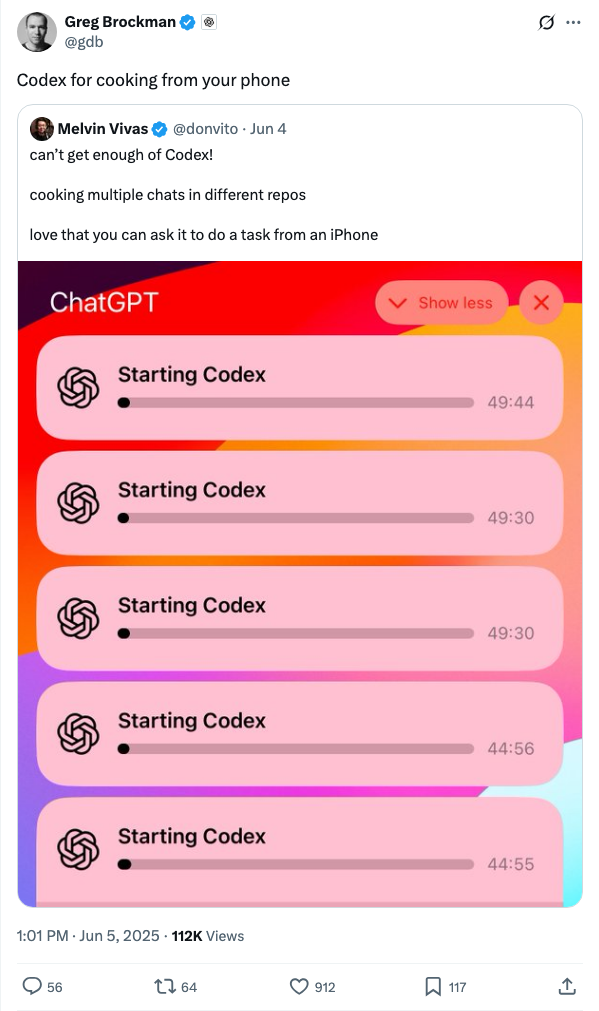 Greg Brockman
@gdb
Codex for cooking from your phone
Melvin Vivas @donvito · Jun 4
can’t get enough of Codex!
cooking multiple chats in different repos
love that you can ask it to do a task from an iPhone
ChatGPT
Show less
Starting Codex
49:44
Starting Codex
49:30
Starting Codex
49:30
Starting Codex
44:56
Starting Codex
44:55
1:01 PM · Jun 5, 2025 · 112K Views
56 64 912 117